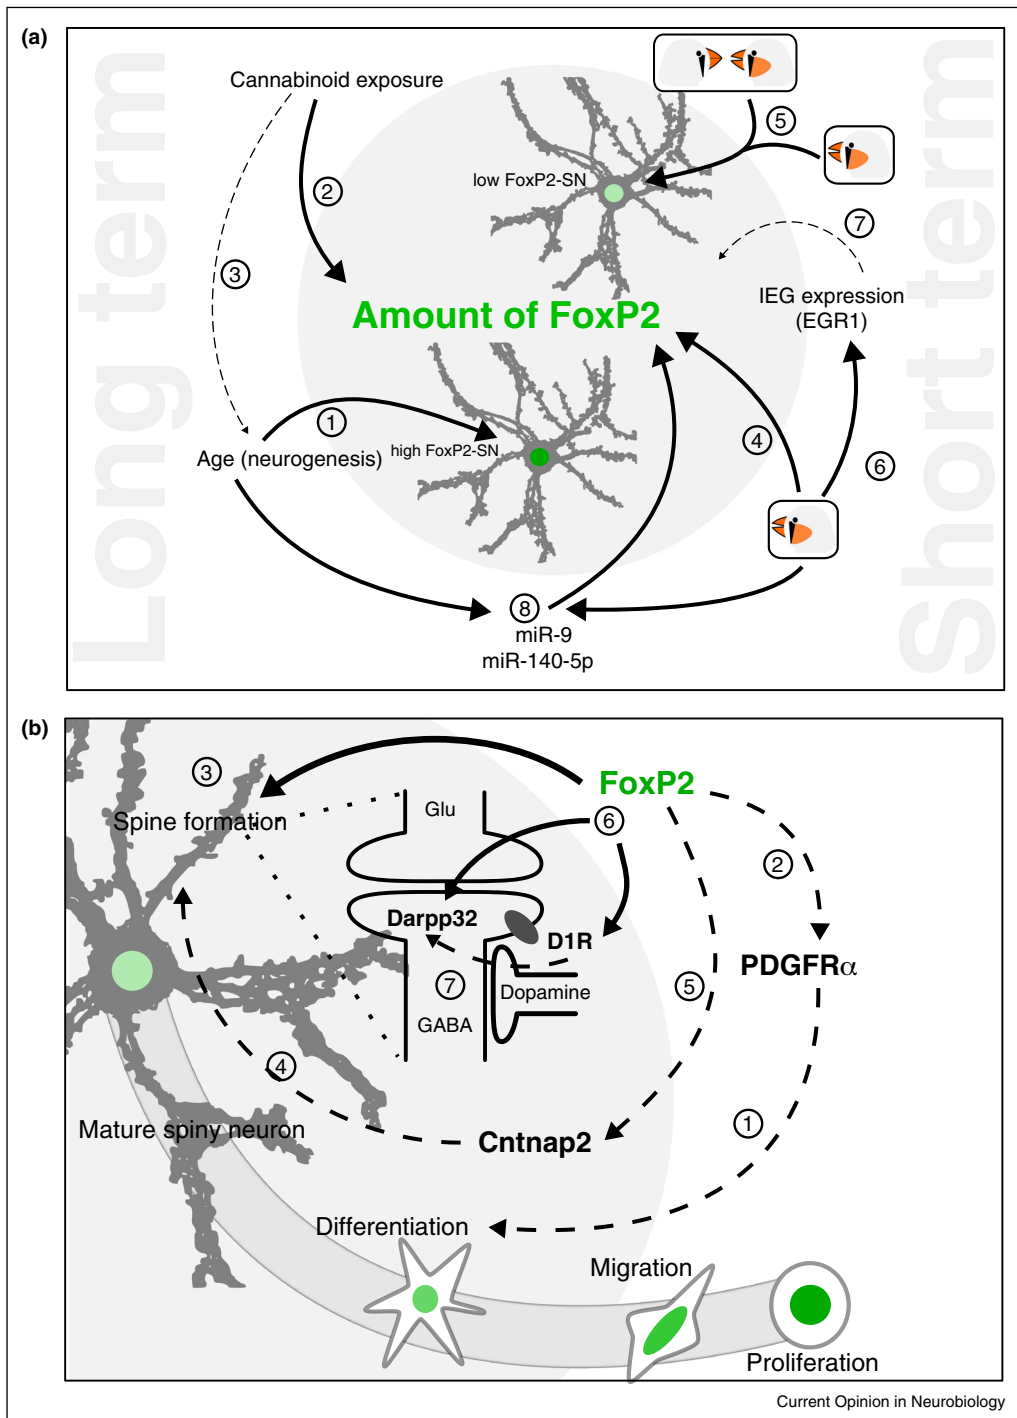 (a)
Long term
Short term
Cannabinoid exposure
5
2
low FoxP2-SN
7
3
IEG expression
(EGR1)
Amount of FoxP2
1
4
Age (neurogenesis)
high FoxP2-SN
6
8
miR-9
miR-140-5p
(b)
3
FoxP2
Spine formation
Glu
6
2
Darpp32
D1R
PDGFRα
7
Dopamine
5
GABA
4
Mature spiny neuron
Cntnap2
1
Differentiation
Migration
Proliferation
Current Opinion in Neurobiology